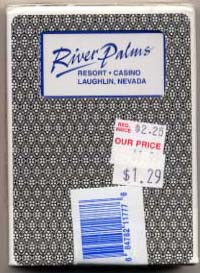 River Palms
RESORT • CASINO
LAUGHLIN, NEVADA
REG. PRICE $2.25
OUR PRICE
$1.29